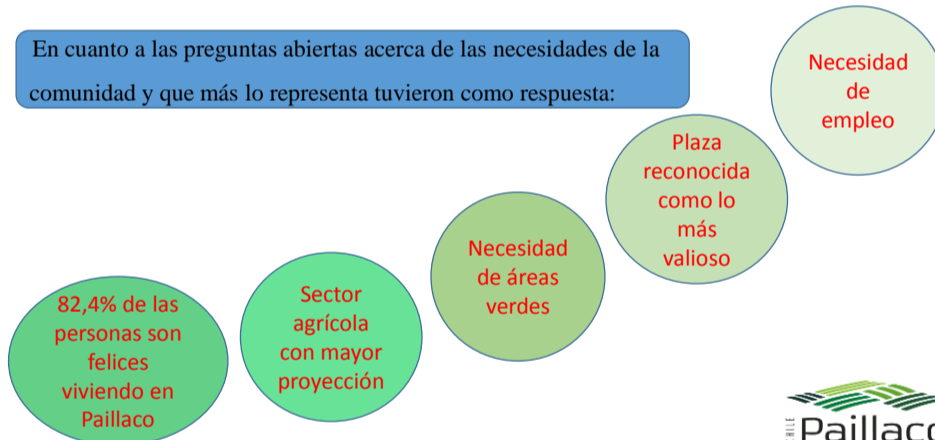 En cuanto a las preguntas abiertas acerca de las necesidades de la
comunidad y que más lo representa tuvieron como respuesta:
82,4% de las
personas son
felices
viviendo en
Paillaco
Sector
agrícola
con mayor
proyección
Necesidad
de áreas
verdes
Plaza
reconocida
como lo
más
valioso
Necesidad
de
empleo
CHILE
Paillaco